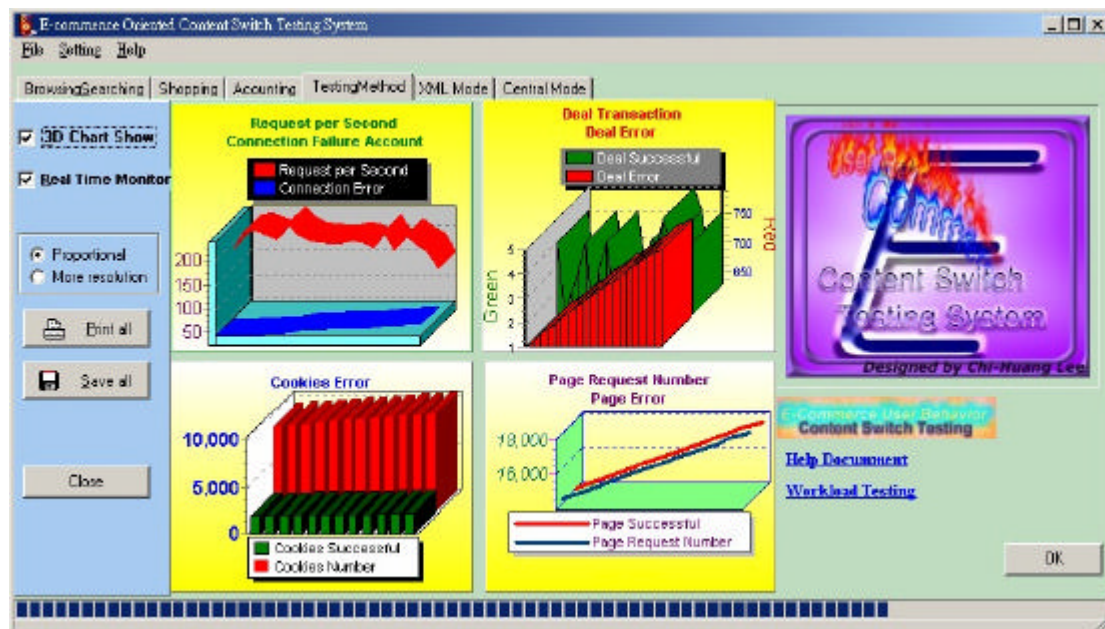 E-commerce Oriented Content Switch Testing System
File Setting Help
BrowsingSearching Shopping Acounting TestingMethod XML Mode Central Mode
3D Chart Show
Real Time Monitor
Proportional
More resolution
Print all
Save all
Close
Request per Second
Connection Failure Account
Request per Second
Connection Error
200
150
100
50
Deal Transaction
Deal Error
Deal Successful
Deal Error
5
4
3
2
1
Green
750
700
650
Red
Cookies Error
10,000
5,000
0
Cookies Successful
Cookies Number
Page Request Number
Page Error
18,000
16,000
Page Successful
Page Request Number
Content Switch
Testing System
Designed by Chi-Huang Lee
E-Commerce User Behavior
Content Switch Testing
Help Documment
Workload Testing
OK